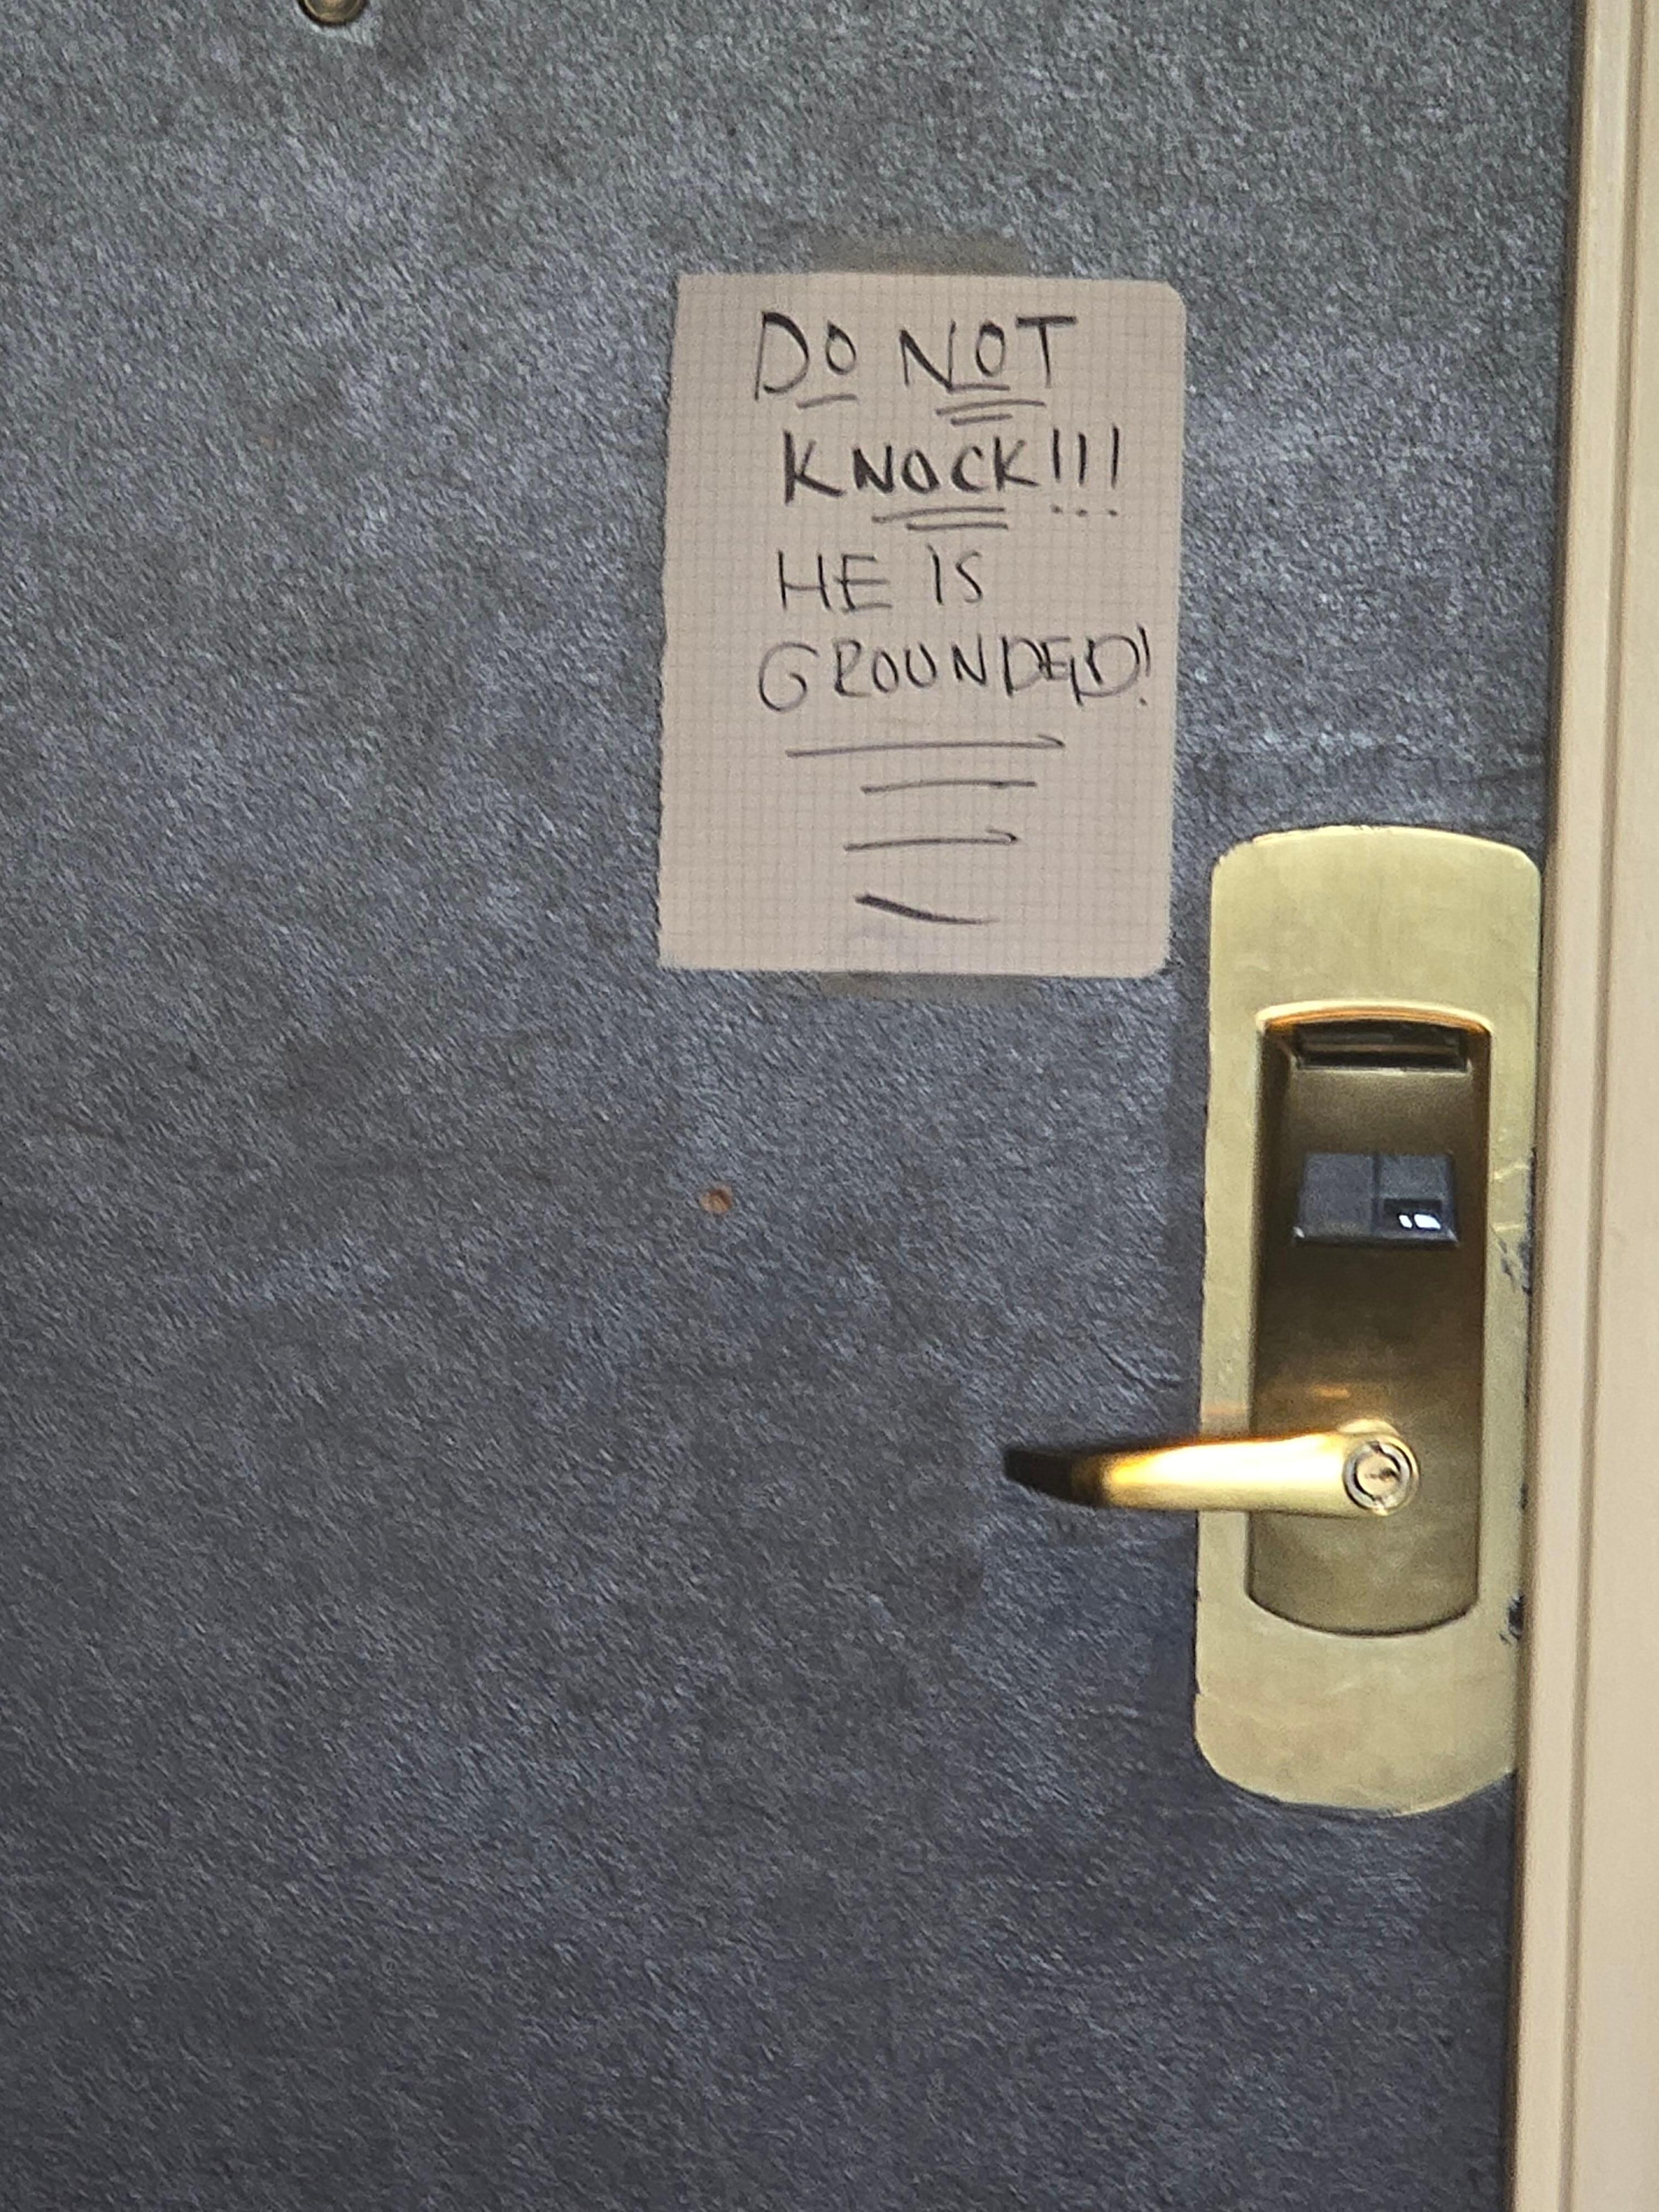 DO NOT
KNOCK!!!
HE IS
GROUNDED!